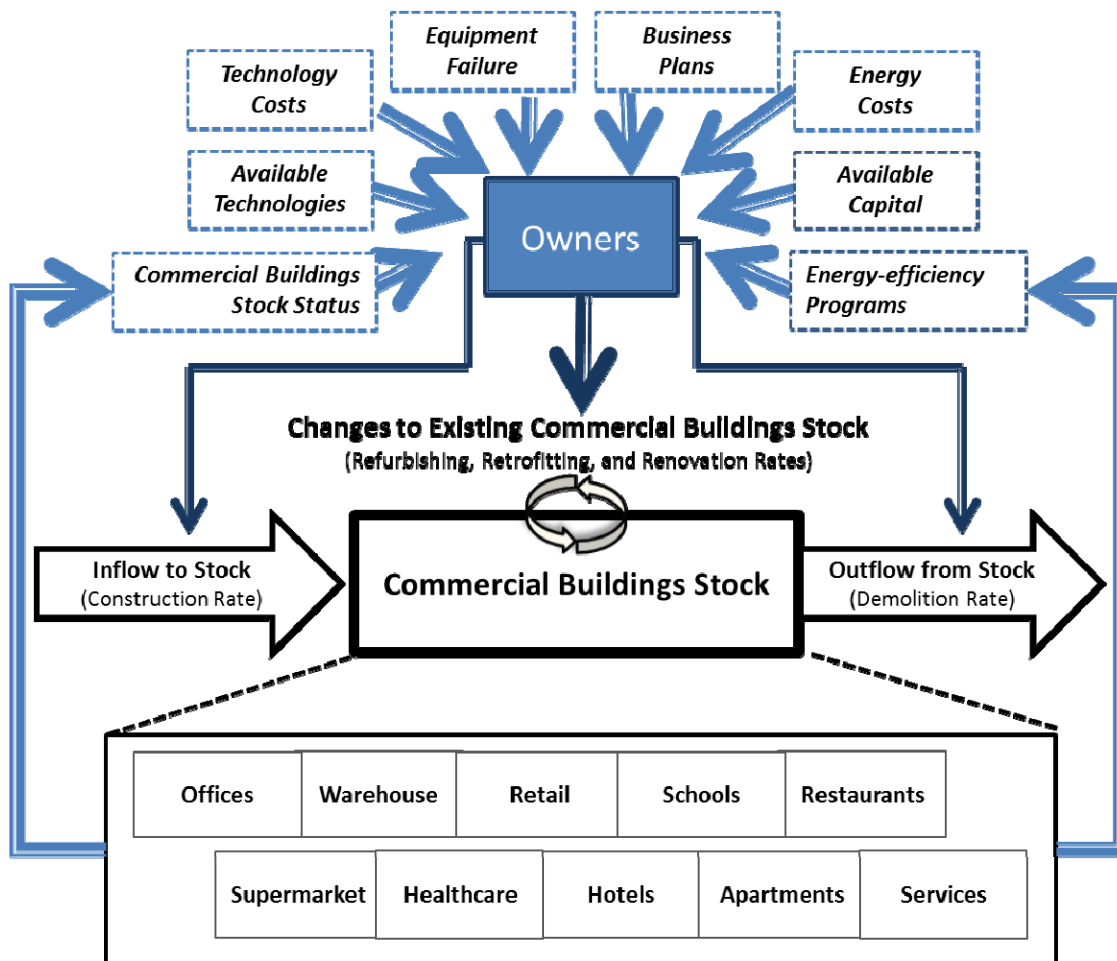 Equipment
Failure
Business
Plans
Technology
Costs
Energy
Costs
Available
Technologies
Available
Capital
Owners
Commercial Buildings
Stock Status
Energy-efficiency
Programs
Changes to Existing Commercial Buildings Stock
(Refurbishing, Retrofitting, and Renovation Rates)
Inflow to Stock
(Construction Rate)
Commercial Buildings Stock
Outflow from Stock
(Demolition Rate)
Offices
Warehouse
Retail
Schools
Restaurants
Supermarket
Healthcare
Hotels
Apartments
Services